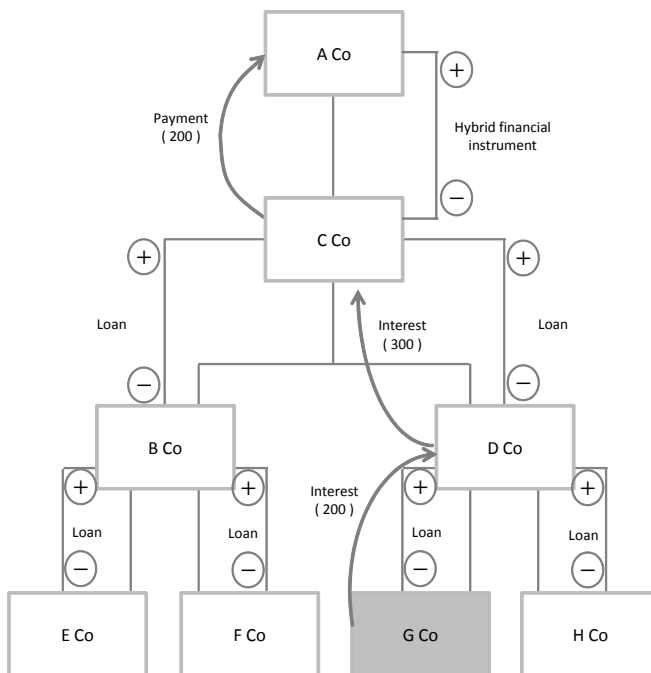 A Co
+
Payment
( 200 )
Hybrid financial
instrument
−
C Co
+
+
Loan
Interest
( 300 )
Loan
−
−
B Co
D Co
+
+
Interest
( 200 )
+
+
Loan
Loan
Loan
Loan
−
−
−
−
E Co
F Co
G Co
H Co